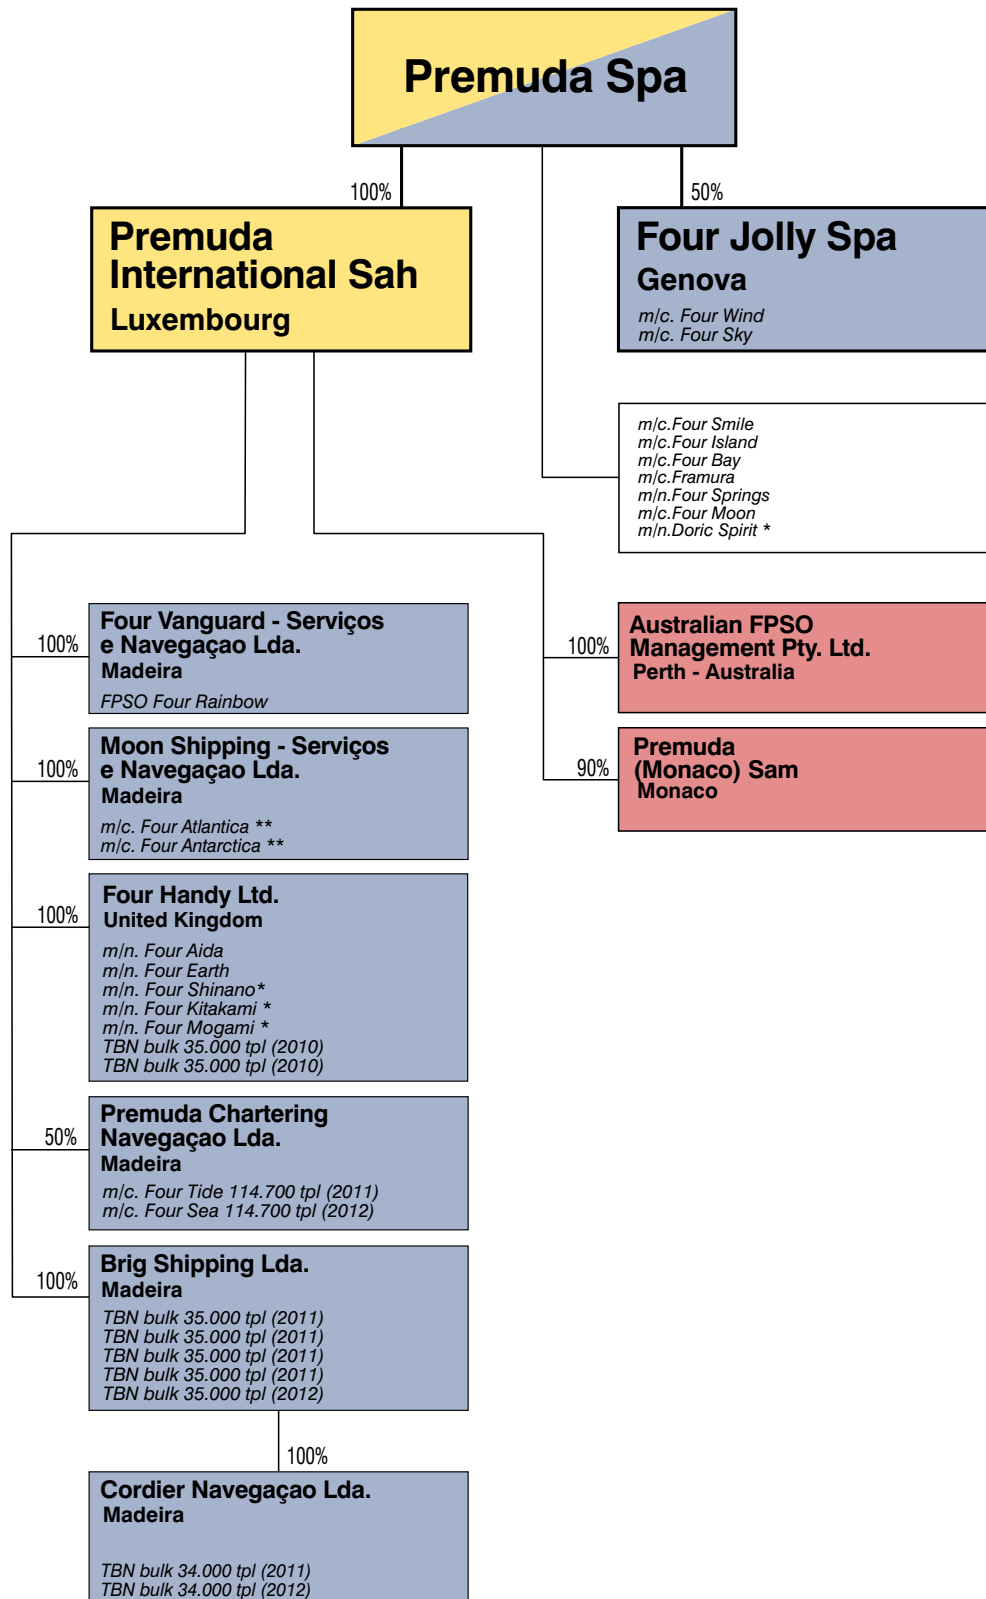 Premuda Spa
100%
50%
Premuda
International Sah
Luxembourg
Four Jolly Spa
Genova
m/c. Four Wind
m/c. Four Sky
m/c.Four Smile
m/c.Four Island
m/c.Four Bay
m/c.Framura
m/n.Four Springs
m/c.Four Moon
m/n.Doric Spirit *
100%
Four Vanguard - Serviços
e Navegaçao Lda.
Madeira
FPSO Four Rainbow
100%
Australian FPSO
Management Pty. Ltd.
Perth - Australia
100%
Moon Shipping - Serviços
e Navegaçao Lda.
Madeira
m/c. Four Atlantica **
m/c. Four Antarctica **
90%
Premuda
(Monaco) Sam
Monaco
100%
Four Handy Ltd.
United Kingdom
m/n. Four Aida
m/n. Four Earth
m/n. Four Shinano*
m/n. Four Kitakami *
m/n. Four Mogami *
TBN bulk 35.000 tpl (2010)
TBN bulk 35.000 tpl (2010)
50%
Premuda Chartering
Navegaçao Lda.
Madeira
m/c. Four Tide 114.700 tpl (2011)
m/c. Four Sea 114.700 tpl (2012)
100%
Brig Shipping Lda.
Madeira
TBN bulk 35.000 tpl (2011)
TBN bulk 35.000 tpl (2011)
TBN bulk 35.000 tpl (2011)
TBN bulk 35.000 tpl (2011)
TBN bulk 35.000 tpl (2012)
100%
Cordier Navegaçao Lda.
Madeira
TBN bulk 34.000 tpl (2011)
TBN bulk 34.000 tpl (2012)